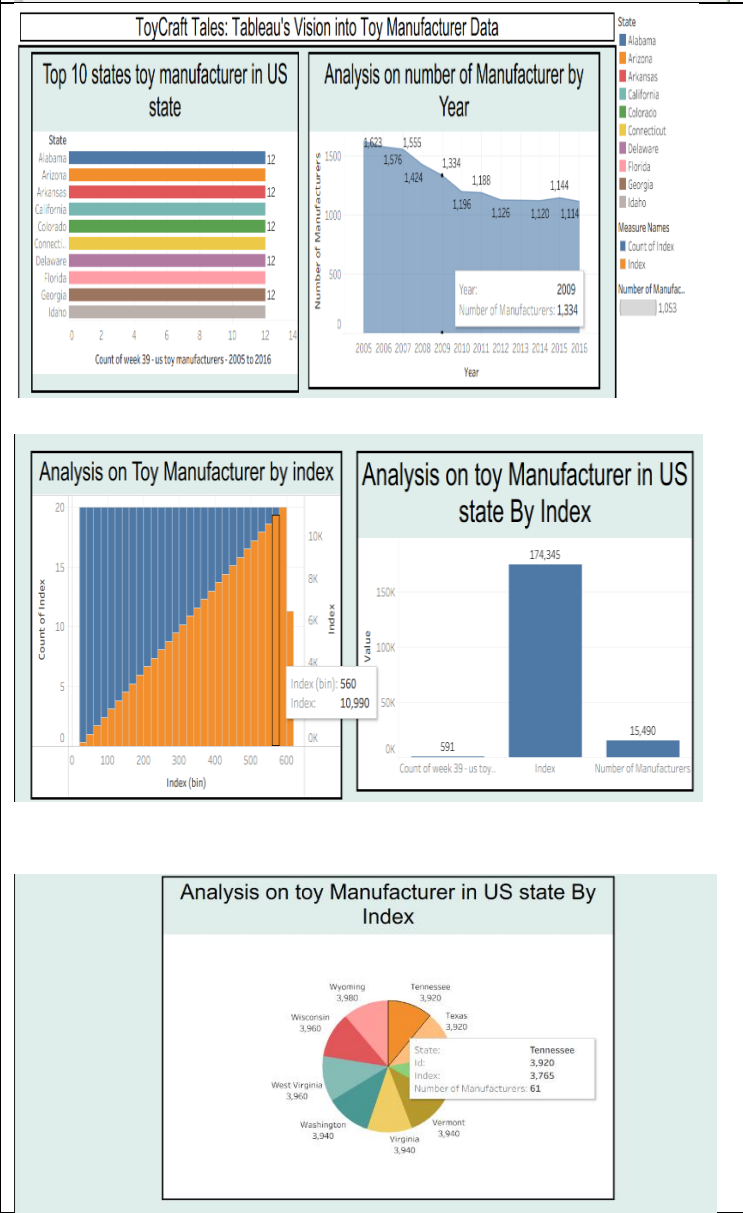 ToyCraft Tales: Tableau's Vision into Toy Manufacturer Data
Top 10 states toy manufacturer in US
state
State
Alabama
12
Arizona
Arkansas
12
California
Colorado
12
Connecti..
Delaware
12
Florida
Georgia
12
Idaho
0 2 4 6 8 10 12 14
Count of week 39 - us toy manufacturers - 2005 to 2016
Analysis on number of Manufacturer by
Year
Number of Manufacturers
1500
1000
500
0
1,623
1,576
1,555
1,424
1,334
1,196
1,188
1,126
1,120
1,144
1,114
Year: 2009
Number of Manufacturers: 1,334
2005 2006 2007 2008 2009 2010 2011 2012 2013 2014 2015 2016
Year
State
Alabama
Arizona
Arkansas
California
Colorado
Connecticut
Delaware
Florida
Georgia
Idaho
Measure Names
Count of Index
Index
Number of Manufac..
1,053
Analysis on Toy Manufacturer by index
Count of Index
20
15
10
5
0
10K
8K
6K
4K
0K
Index
Index (bin): 560
Index: 10,990
0 100 200 300 400 500 600
Index (bin)
Analysis on toy Manufacturer in US
state By Index
Value
150K
100K
50K
0K
591
174,345
15,490
Count of week 39 - us toy..
Index
Number of Manufacturers
Analysis on toy Manufacturer in US state By
Index
Wyoming
3,980
Tennessee
3,920
Wisconsin
3,960
Texas
3,920
State: Tennessee
Id: 3,920
Index: 3,765
Number of Manufacturers: 61
West Virginia
3,960
Washington
3,940
Virginia
3,940
Vermont
3,940